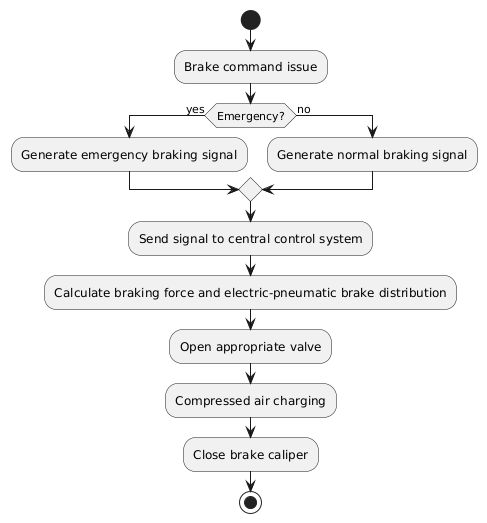 Brake command issue
yes
Emergency?
no
Generate emergency braking signal
Generate normal braking signal
Send signal to central control system
Calculate braking force and electric-pneumatic brake distribution
Open appropriate valve
Compressed air charging
Close brake caliper